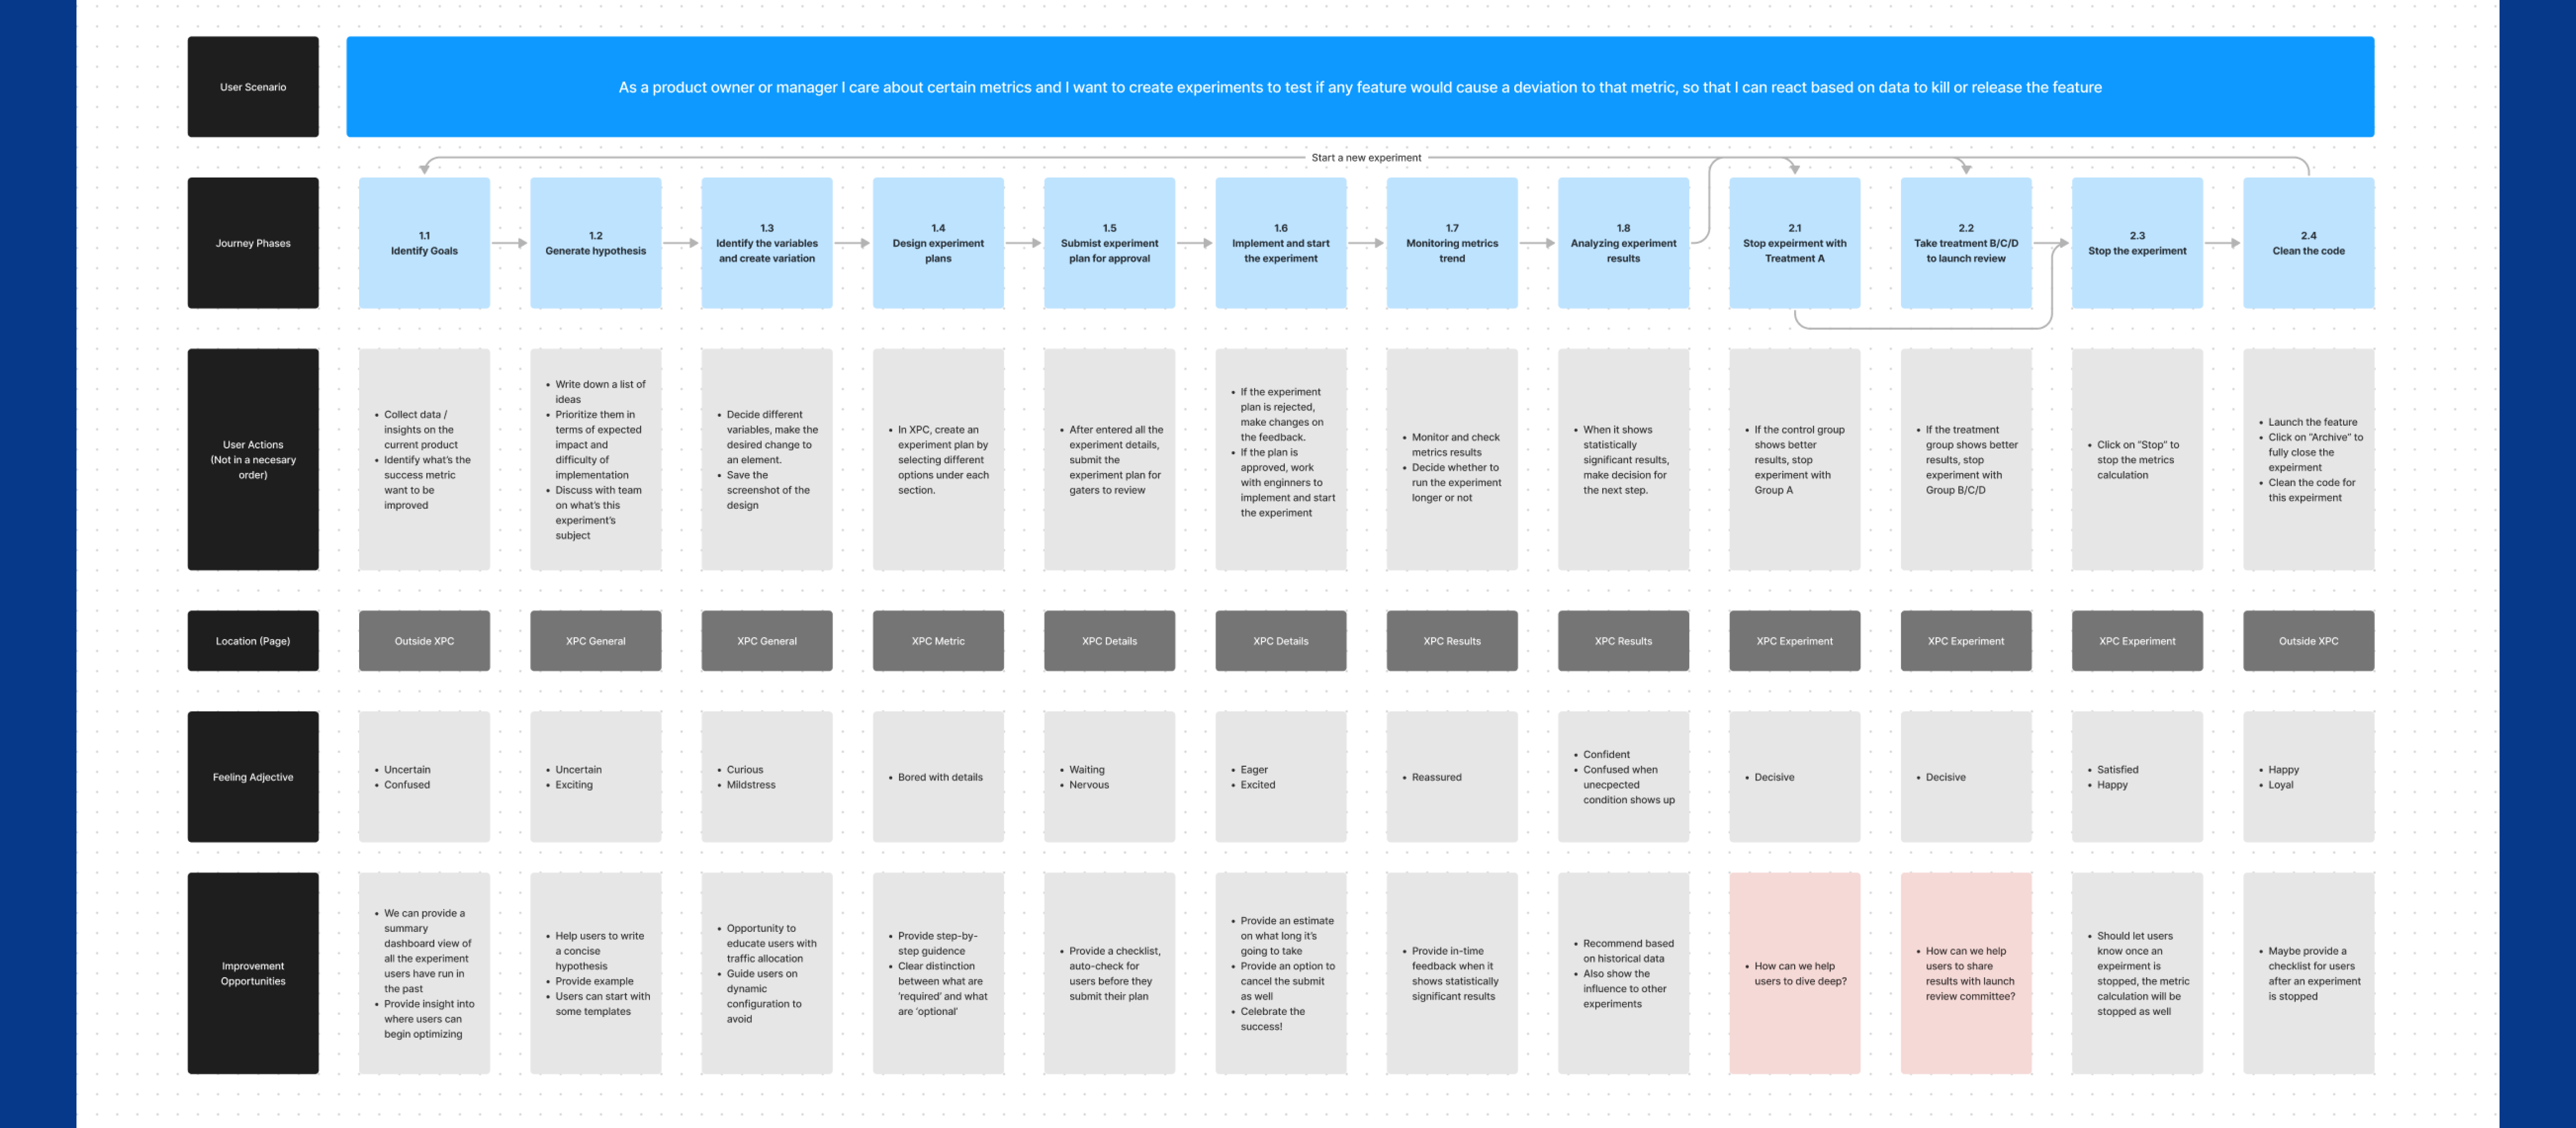 User Scenario
As a product owner or manager I care about certain metrics and I want to create experiments to test if any feature would cause a deviation to that metric, so that I can react based on data to kill or release the feature
Start a new experiment
Journey Phases
1.1
Identify Goals
1.2
Generate hypothesis
1.3
Identify the variables
and create variation
1.4
Design experiment
plans
1.5
Submist experiment
plan for approval
1.6
Implement and start
the experiment
1.7
Monitoring metrics
trend
1.8
Analyzing experiment
results
2.1
Stop expeirment with
Treatment A
2.2
Take treatment B/C/D
to launch review
2.3
Stop the experiment
2.4
Clean the code
User Actions
(Not in a necesary
order)
• Collect data /
insights on the
current product
• Identify what's the
success metric
want to be
improved
• Write down a list of
ideas
• Prioritize them in
terms of expected
impact and
difficulty of
implementation
• Discuss with team
on what's this
experiment's
subject
• Decide different
variables, make the
desired change to
an element.
• Save the
screenshot of the
design
• In XPC, create an
experiment plan by
selecting different
options under each
section.
• After entered all the
experiment details,
submit the
experiment plan for
gaters to review
• If the experiment
plan is rejected,
make changes on
the feedback.
• If the plan is
approved, work
with enginners to
implement and start
the experiment
• Monitor and check
metrics results
• Decide whether to
run the experiment
longer or not
• When it shows
statistically
significant results,
make decision for
the next step.
• If the control group
shows better
results, stop
experiment with
Group A
• If the treatment
group shows better
results, stop
experiment with
Group B/C/D
• Click on "Stop" to
stop the metrics
calculation
• Launch the feature
• Click on "Archive" to
fully close the
expeirment
• Clean the code for
this expeirment
Location (Page)
Outside XPC
XPC General
XPC General
XPC Metric
XPC Details
XPC Details
XPC Results
XPC Results
XPC Experiment
XPC Experiment
XPC Experiment
Outside XPC
Feeling Adjective
• Uncertain
• Confused
• Uncertain
• Exciting
• Curious
• Mildstress
• Bored with details
• Waiting
• Nervous
• Eager
• Excited
• Reassured
• Confident
• Confused when
unecpected
condition shows up
• Decisive
• Decisive
• Satisfied
• Happy
• Happy
• Loyal
Improvement
Opportunities
• We can provide a
summary
dashboard view of
all the experiment
users have run in
the past
• Provide insight into
where users can
begin optimizing
• Help users to write
a concise
hypothesis
• Provide example
• Users can start with
some templates
• Opportunity to
educate users with
traffic allocation
• Guide users on
dynamic
configuration to
avoid
• Provide step-by-
step guidence
• Clear distinction
between what are
'required' and what
are 'optional'
• Provide a checklist,
auto-check for
users before they
submit their plan
• Provide an estimate
on what long it's
going to take
• Provide an option to
cancel the submit
as well
• Celebrate the
success!
• Provide in-time
feedback when it
shows statistically
significant results
• Recommend based
on historical data
• Also show the
influence to other
experiments
• How can we help
users to dive deep?
• How can we help
users to share
results with launch
review committee?
• Should let users
know once an
expeirment is
stopped, the metric
calculation will be
stopped as well
• Maybe provide a
checklist for users
after an experiment
is stopped